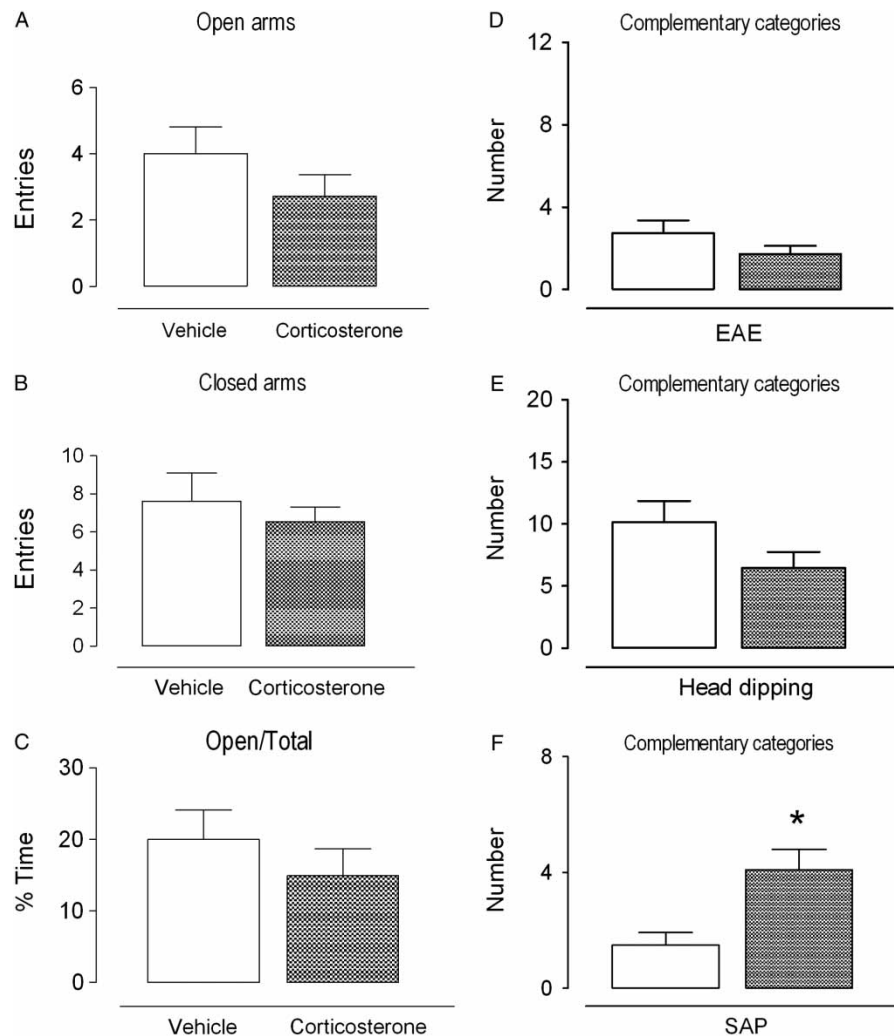 A
Open arms
6
4
2
0
Entries
Vehicle Corticosterone
B
Closed arms
10
8
6
4
2
0
Entries
Vehicle Corticosterone
C
Open/Total
30
20
10
0
% Time
Vehicle Corticosterone
D
Complementary categories
12
8
4
0
Number
EAE
E
Complementary categories
20
15
10
5
0
Number
Head dipping
F
Complementary categories
8
4
0
Number
*
SAP